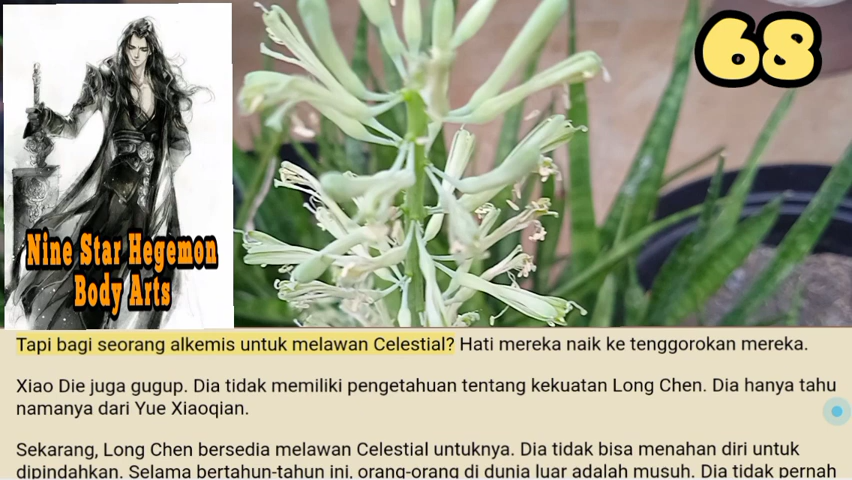 68
Nine Star Hegemon
Body Arts
Tapi bagi seorang alkemis untuk melawan Celestial? Hati mereka naik ke tenggorokan mereka.
Xiao Die juga gugup. Dia tidak memiliki pengetahuan tentang kekuatan Long Chen. Dia hanya tahu
namanya dari Yue Xiaoqian.
Sekarang, Long Chen bersedia melawan Celestial untuknya. Dia tidak bisa menahan diri untuk
dipindahkan. Selama bertahun-tahun ini, orang-orang di dunia luar adalah musuh. Dia tidak pernah